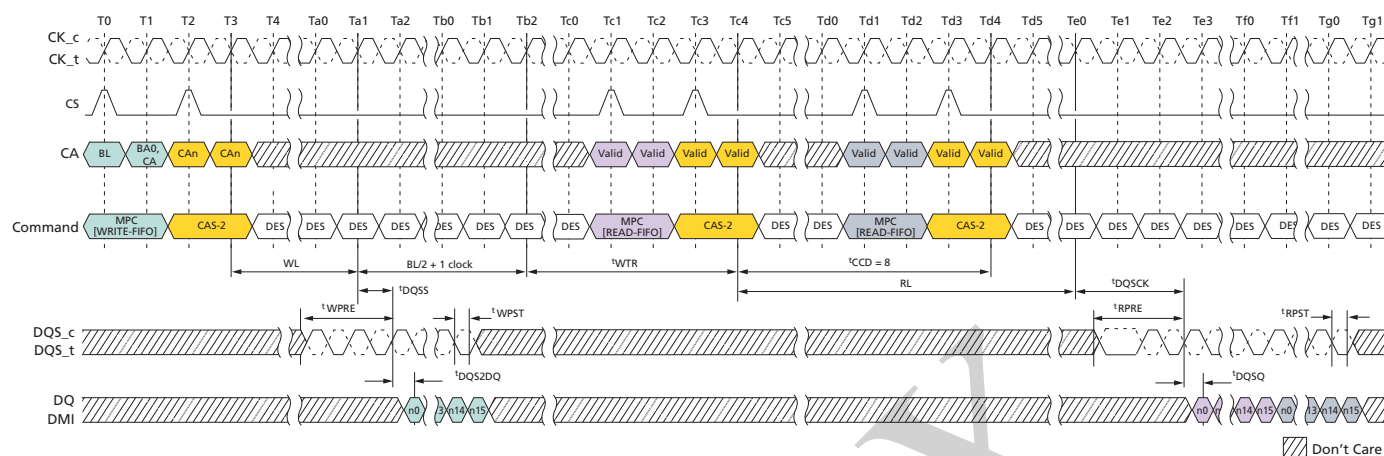 T0 T1 T2 T3 T4 Ta0 Ta1 Ta2 Tb0 Tb1 Tb2 Tc0 Tc1 Tc2 Tc3 Tc4 Tc5 Td0 Td1 Td2 Td3 Td4 Td5 Te0 Te1 Te2 Te3 Tf0 Tf1 Tg0 Tg1
CK_c
CK_t
CS
CA BL BA0, CA CAn CAn Valid Valid Valid Valid Valid Valid Valid Valid
Command MPC [WRITE-FIFO] CAS-2 DES DES DES DES DES DES DES DES MPC [READ-FIFO] CAS-2 DES DES MPC [READ-FIFO] CAS-2 DES DES DES DES DES DES DES DES DES
WL BL/2 + 1 clock tWTR tCCD = 8
RL tDQSCK
tDQSS
tWPRE tWPST tRPRE tRPST
DQS_c
DQS_t
tDQS2DQ tDQSQ
DQ
DMI
n0 3 n14 n15 n0 n n14 n15 n0 13 n14 n15
Don't Care